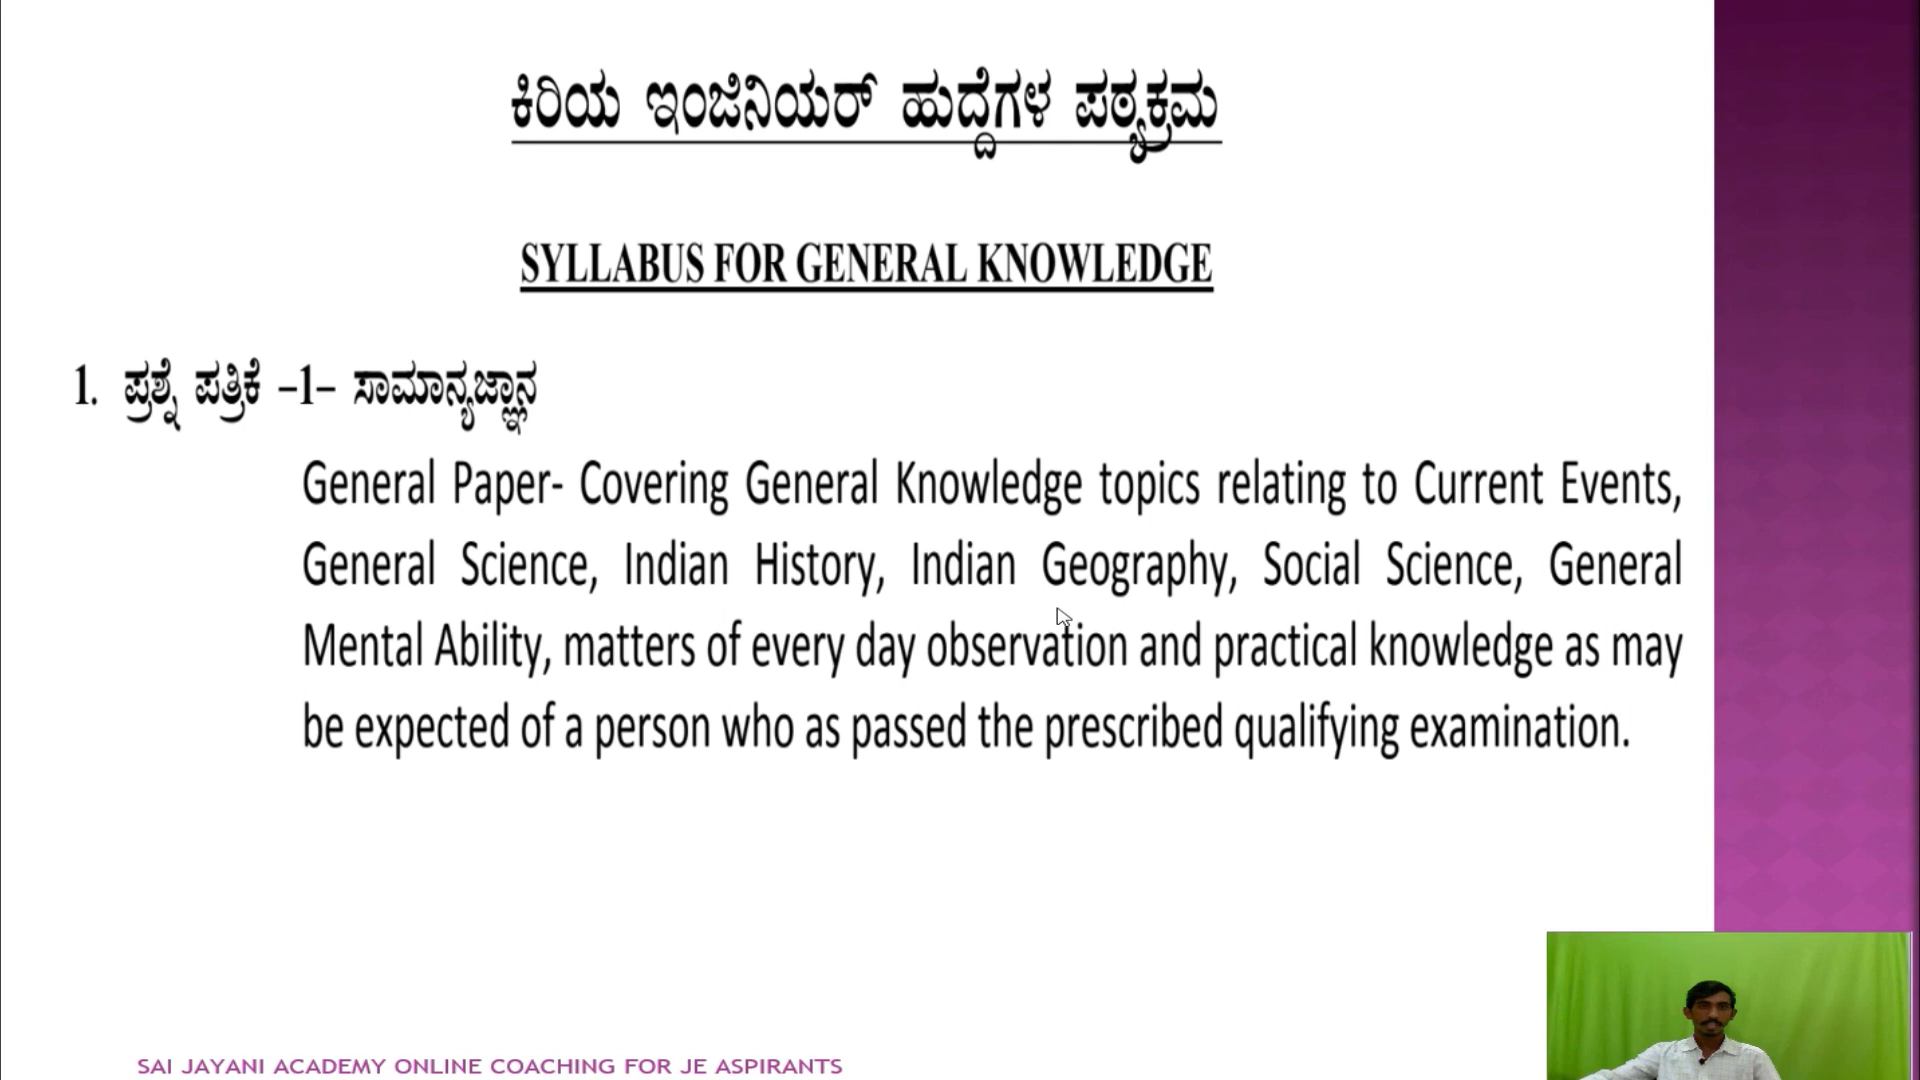 ಕಿರಿಯ ಇಂಜಿನಿಯರ್ ಹುದ್ದೆಗಳ ಪಠ್ಯಕ್ರಮ
SYLLABUS FOR GENERAL KNOWLEDGE
1. ಪ್ರಶ್ನೆ ಪತ್ರಿಕೆ –1– ಸಾಮಾನ್ಯಜ್ಞಾನ
General Paper- Covering General Knowledge topics relating to Current Events,
General Science, Indian History, Indian Geography, Social Science, General
Mental Ability, matters of every day observation and practical knowledge as may
be expected of a person who as passed the prescribed qualifying examination.
SAI JAYANI ACADEMY ONLINE COACHING FOR JE ASPIRANTS